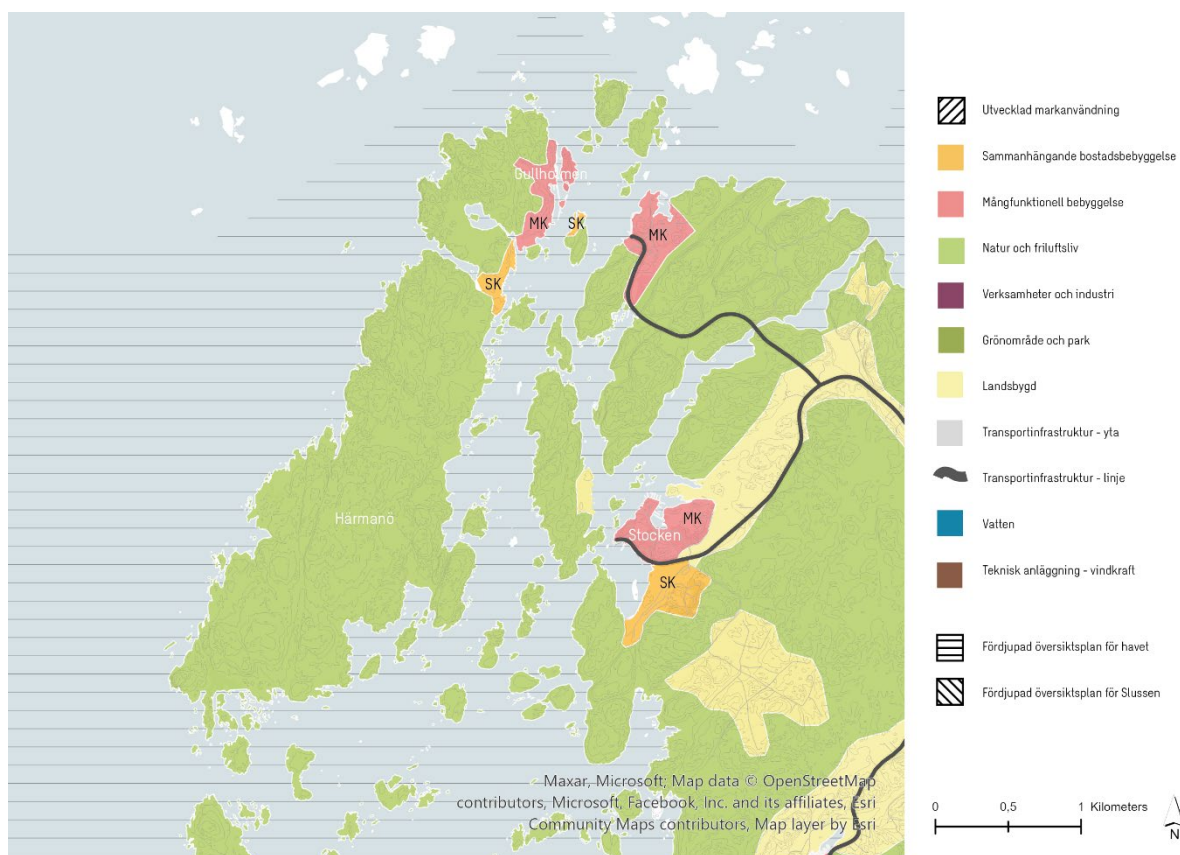 Gullholmen
MK
SK
MK
SK
Härmanö
MK
Stocken
SK
Maxar, Microsoft; Map data © OpenStreetMap
contributors, Microsoft, Facebook, Inc. and its affiliates, Esri
Community Maps contributors, Map layer by Esri
Utvecklad markanvändning
Sammanhängande bostadsbebyggelse
Mångfunktionell bebyggelse
Natur och friluftsliv
Verksamheter och industri
Grönområde och park
Landsbygd
Transportinfrastruktur - yta
Transportinfrastruktur - linje
Vatten
Teknisk anläggning - vindkraft
Fördjupad översiktsplan för havet
Fördjupad översiktsplan för Slussen
0 0,5 1 Kilometers
N